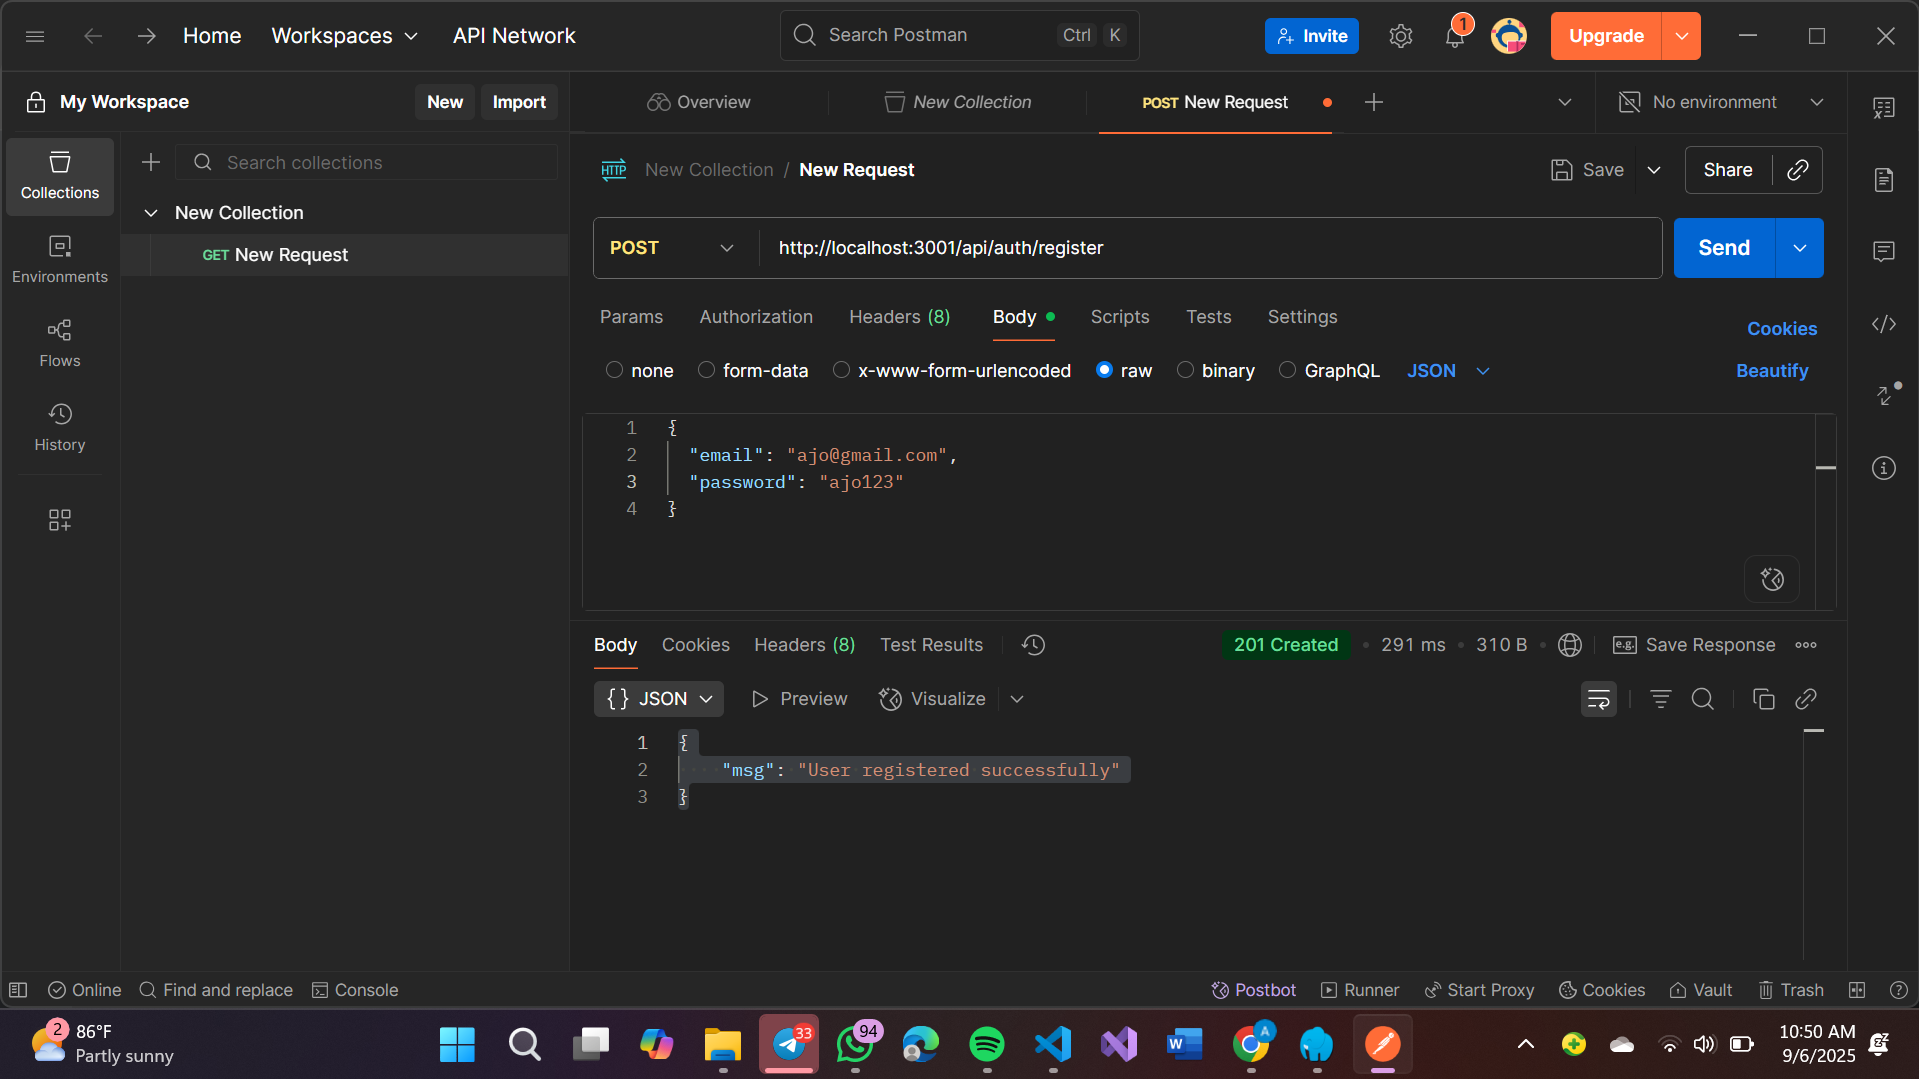 Home
Workspaces
API Network
Search Postman
Ctrl K
Invite
1
Upgrade
My Workspace
New
Import
Overview
New Collection
POST New Request
No environment
Collections
Environments
Flows
History
Search collections
New Collection
GET New Request
HTTP
New Collection / New Request
Save
Share
POST
http://localhost:3001/api/auth/register
Send
Params
Authorization
Headers (8)
Body
Scripts
Tests
Settings
Cookies
none
form-data
x-www-form-urlencoded
raw
binary
GraphQL
JSON
Beautify
1 {
2 "email": "ajo@gmail.com",
3 "password": "ajo123"
4 }
Body
Cookies
Headers (8)
Test Results
201 Created
291 ms
310 B
e.g.
Save Response
{} JSON
Preview
Visualize
1 {
2 "msg": "User registered successfully"
3 }
Online
Find and replace
Console
Postbot
Runner
Start Proxy
Cookies
Vault
Trash
2
86°F
Partly sunny
33
94
W
A
10:50 AM
9/6/2025